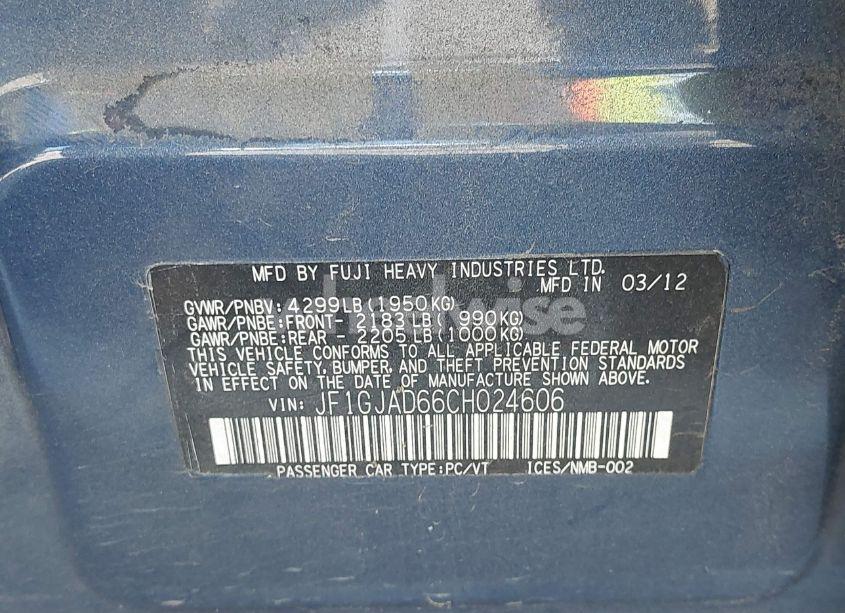 MFD BY FUJI HEAVY INDUSTRIES LTD.
MFD IN 03/12
GVWR/PNBV: 4299LB(1950KG)
GAWR/PNBE:FRONT- 2183LB( 990KG)
GAWR/PNBE:REAR - 2205LB(1000KG)
THIS VEHICLE CONFORMS TO ALL APPLICABLE FEDERAL MOTOR
VEHICLE SAFETY, BUMPER, AND THEFT PREVENTION STANDARDS
IN EFFECT ON THE DATE OF MANUFACTURE SHOWN ABOVE.
VIN: JF1GJAD66CH024606
PASSENGER CAR TYPE:PC/VT ICES/NMB-002